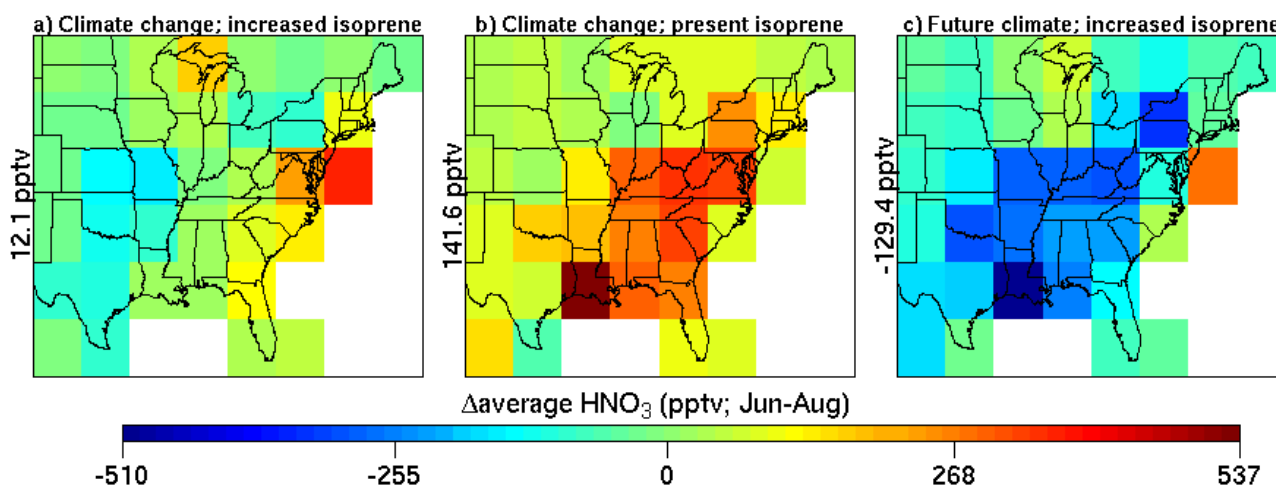 a) Climate change; increased isoprene
b) Climate change; present isoprene
c) Future climate; increased isoprene
12.1 pptv
141.6 pptv
-129.4 pptv
Δaverage HNO₃ (pptv; Jun-Aug)
-510 -255 0 268 537